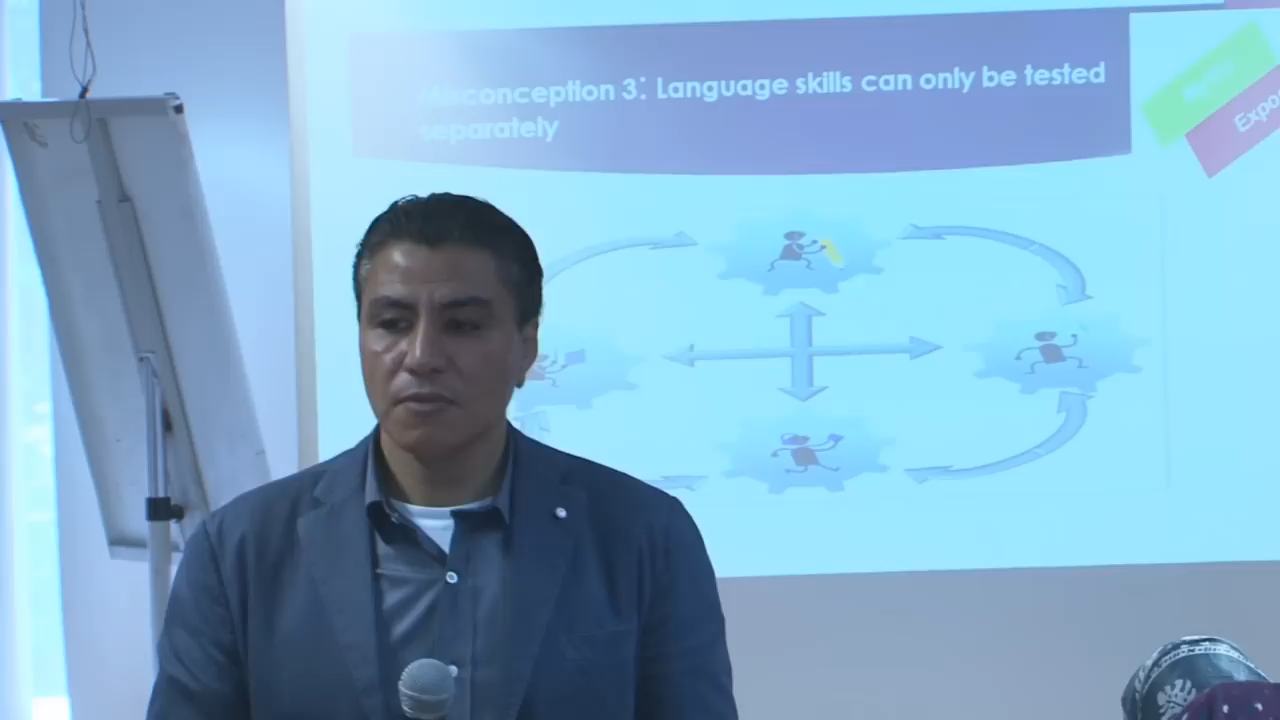 Misconception 3: Language skills can only be tested
separately
Expo